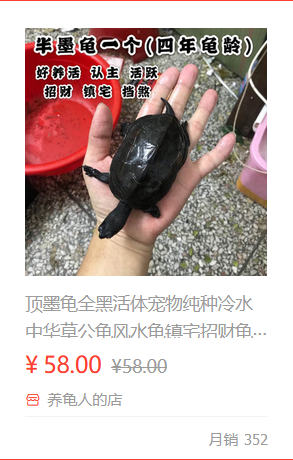 半墨龟一个(四年龟龄)
好养活 认主 活跃
招财 镇宅 挡煞
顶墨龟全黑活体宠物纯种冷水
中华草公龟风水龟镇宅招财龟...
¥ 58.00 ¥58.00
养龟人的店
月销 352